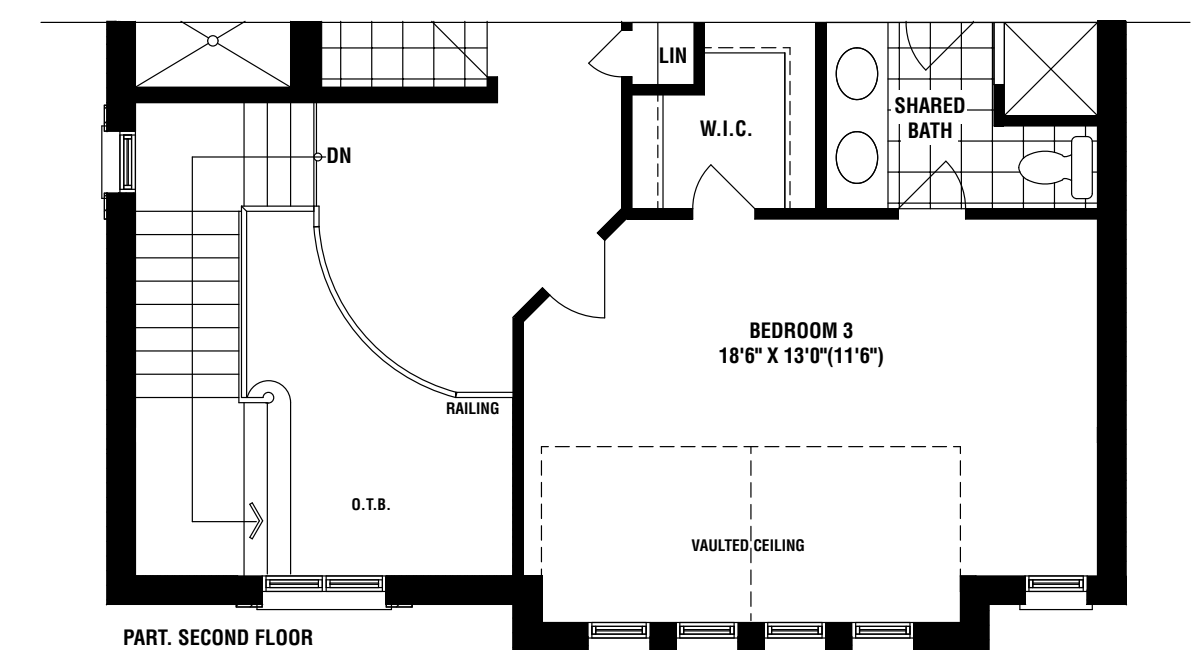 LIN
SHARED
BATH
W.I.C.
DN
BEDROOM 3
18'6" X 13'0"(11'6")
RAILING
O.T.B.
VAULTED CEILING
PART. SECOND FLOOR